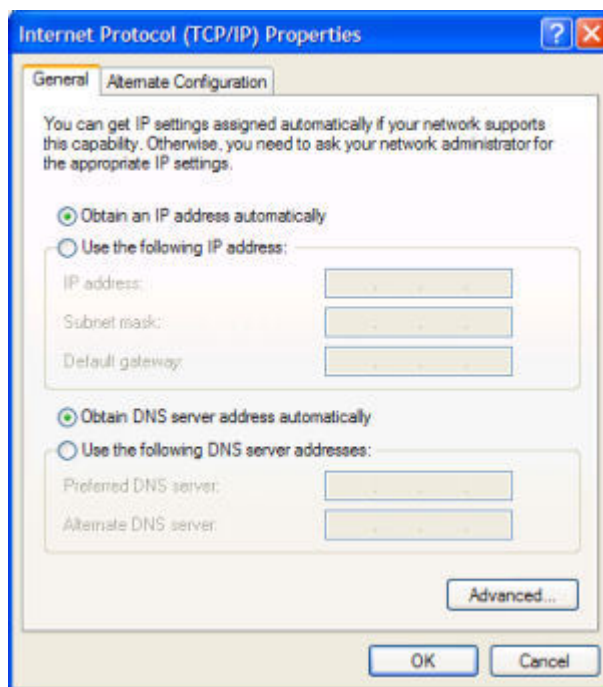 Internet Protocol (TCP/IP) Properties
General
Alternate Configuration
You can get IP settings assigned automatically if your network supports
this capability. Otherwise, you need to ask your network administrator for
the appropriate IP settings.
Obtain an IP address automatically
Use the following IP address:
IP address:
Subnet mask:
Default gateway:
Obtain DNS server address automatically
Use the following DNS server addresses:
Preferred DNS server:
Alternate DNS server:
Advanced...
OK
Cancel